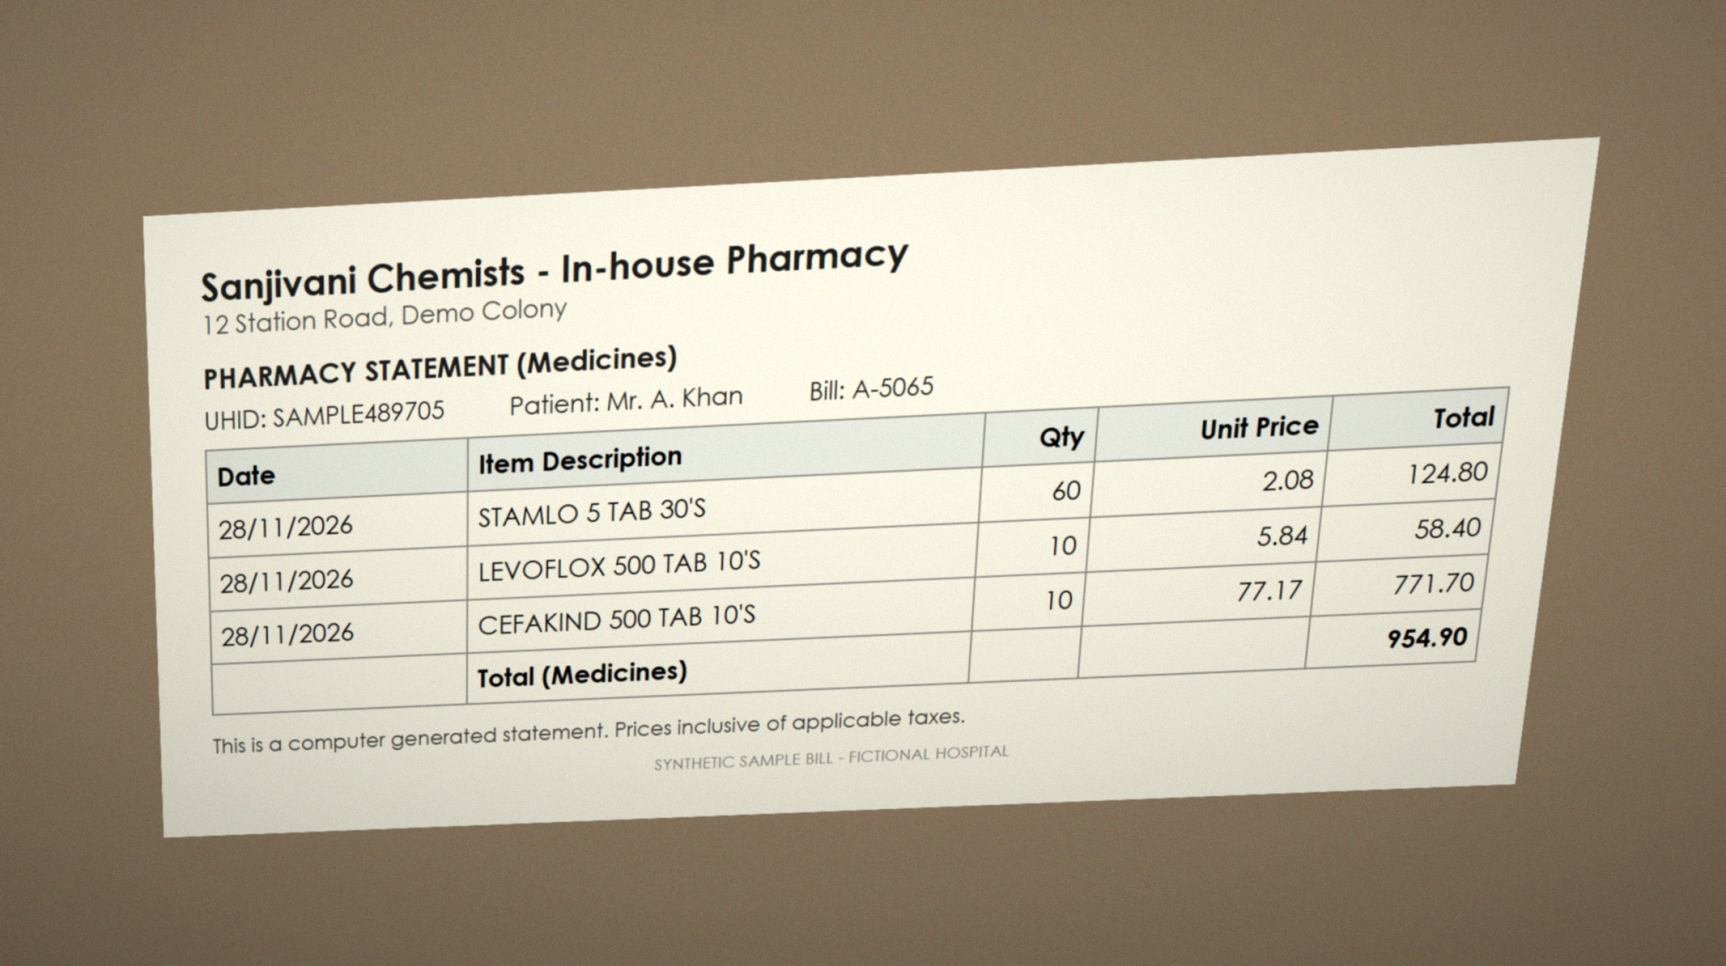 Sanjivani Chemists - In-house Pharmacy
12 Station Road, Demo Colony
PHARMACY STATEMENT (Medicines)
UHID: SAMPLE489705 Patient: Mr. A. Khan Bill: A-5065
Date Item Description Qty Unit Price Total
28/11/2026 STAMLO 5 TAB 30'S 60 2.08 124.80
28/11/2026 LEVOFLOX 500 TAB 10'S 10 5.84 58.40
28/11/2026 CEFAKIND 500 TAB 10'S 10 77.17 771.70
Total (Medicines) 954.90
This is a computer generated statement. Prices inclusive of applicable taxes.
SYNTHETIC SAMPLE BILL - FICTIONAL HOSPITAL